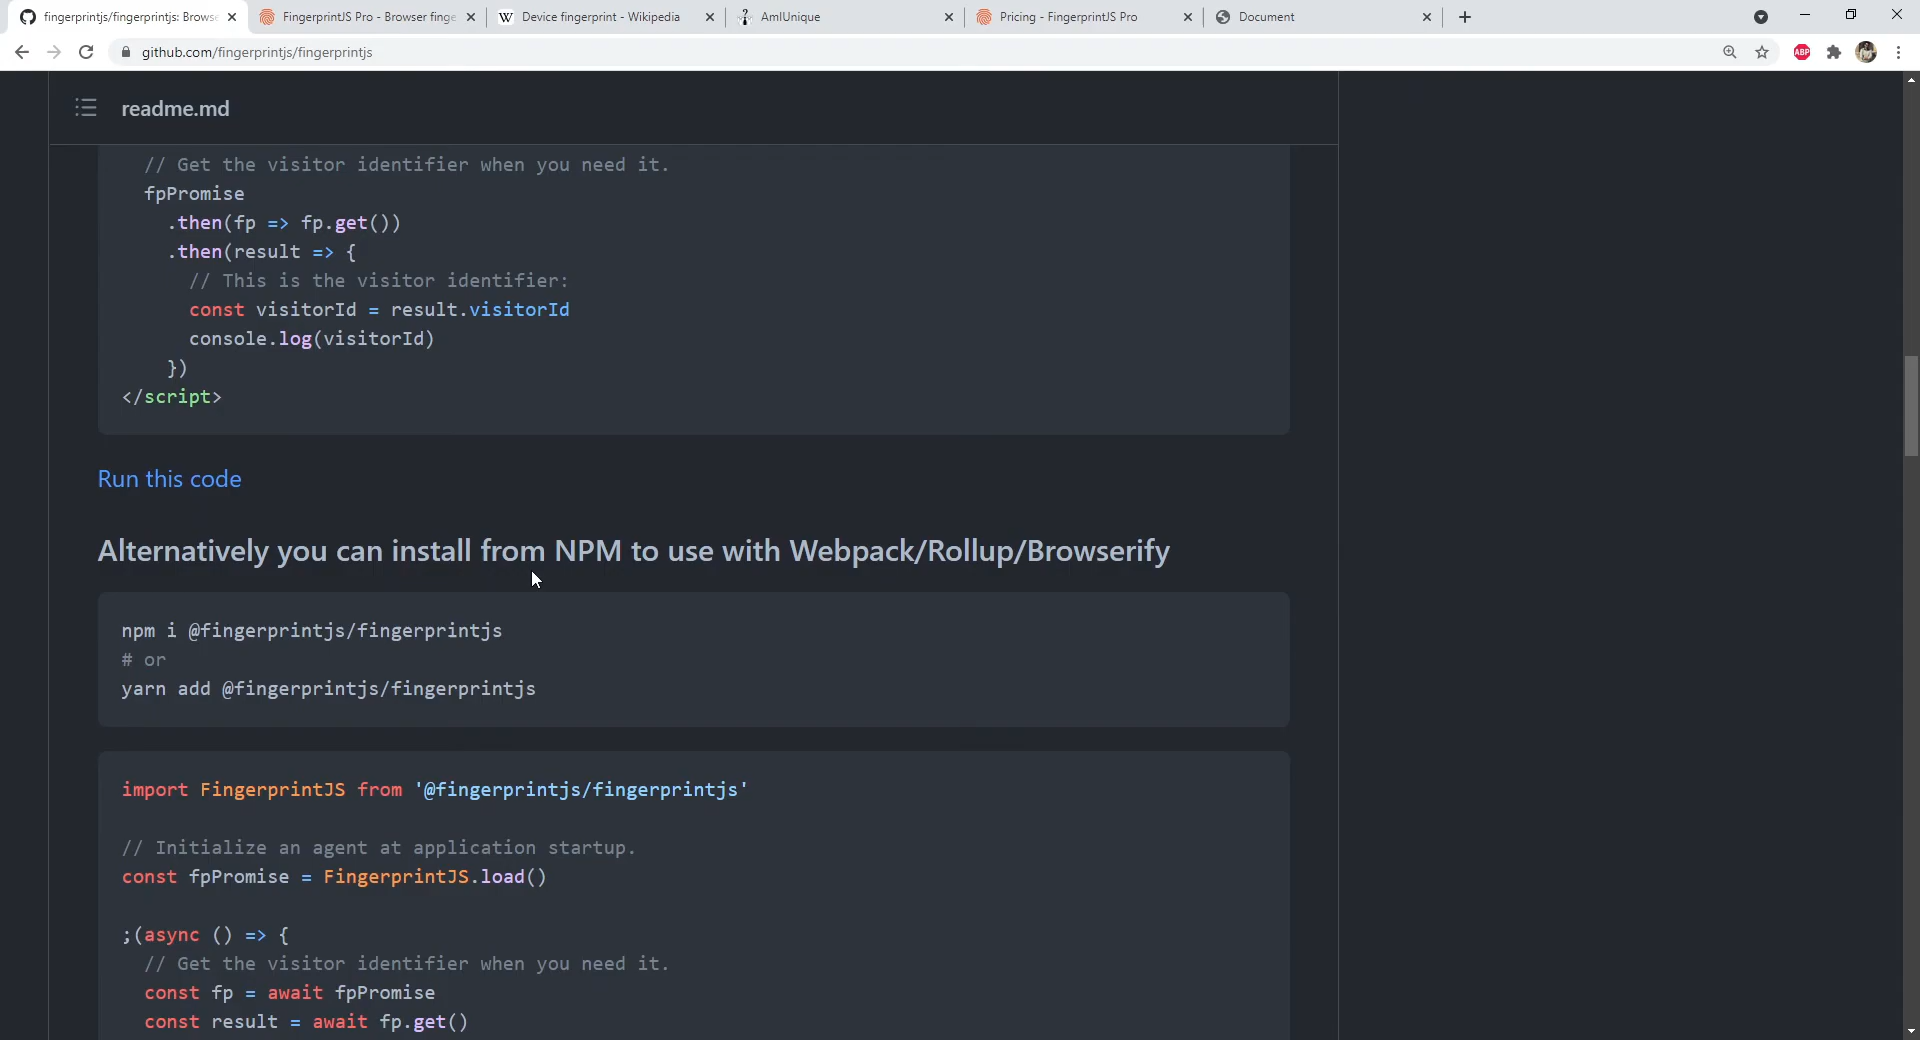 fingerprintjs/fingerprintjs: Browse
FingerprintJS Pro - Browser finge
W Device fingerprint - Wikipedia
AmIUnique
Pricing - FingerprintJS Pro
Document
github.com/fingerprintjs/fingerprintjs
ABP
readme.md
// Get the visitor identifier when you need it.
fpPromise
.then(fp => fp.get())
.then(result => {
// This is the visitor identifier:
const visitorId = result.visitorId
console.log(visitorId)
})
</script>
Run this code
Alternatively you can install from NPM to use with Webpack/Rollup/Browserify
npm i @fingerprintjs/fingerprintjs
# or
yarn add @fingerprintjs/fingerprintjs
import FingerprintJS from '@fingerprintjs/fingerprintjs'
// Initialize an agent at application startup.
const fpPromise = FingerprintJS.load()
;(async () => {
// Get the visitor identifier when you need it.
const fp = await fpPromise
const result = await fp.get()